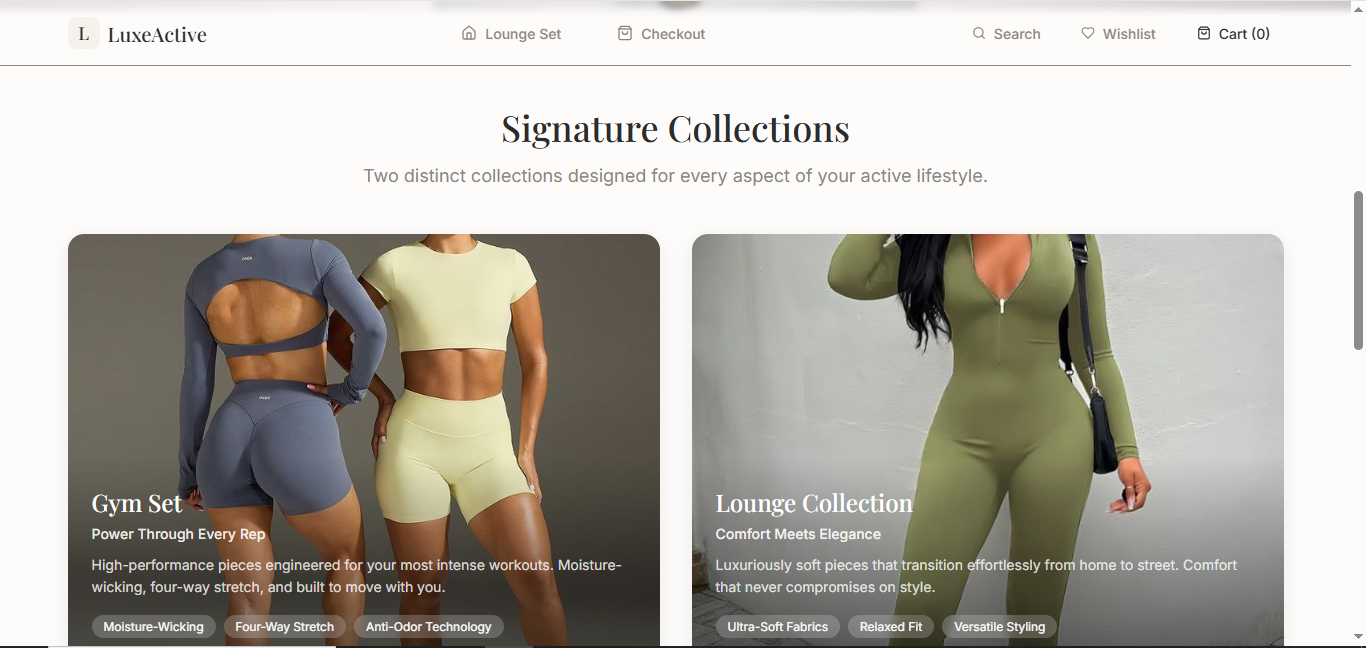 L LuxeActive Lounge Set Checkout Search Wishlist Cart (0)
Signature Collections
Two distinct collections designed for every aspect of your active lifestyle.
Gym Set
Power Through Every Rep
High-performance pieces engineered for your most intense workouts. Moisture-
wicking, four-way stretch, and built to move with you.
Moisture-Wicking Four-Way Stretch Anti-Odor Technology
Lounge Collection
Comfort Meets Elegance
Luxuriously soft pieces that transition effortlessly from home to street. Comfort
that never compromises on style.
Ultra-Soft Fabrics Relaxed Fit Versatile Styling